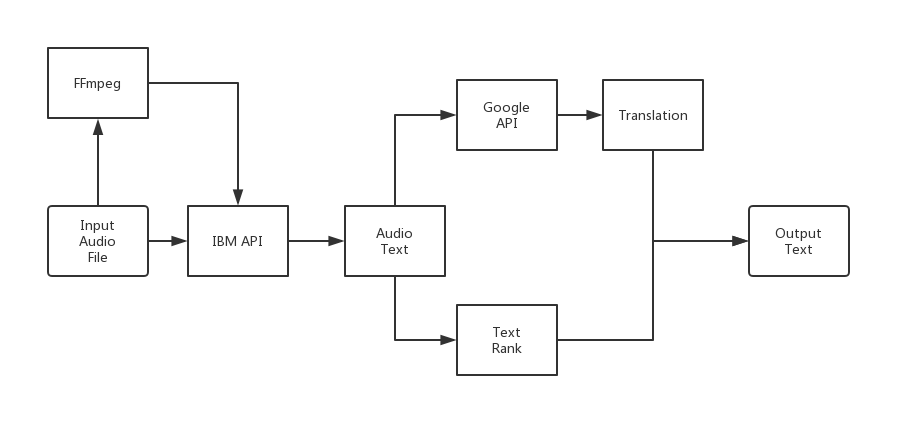 FFmpeg
Google
API
Translation
Input
Audio
File
IBM API
Audio
Text
Output
Text
Text
Rank